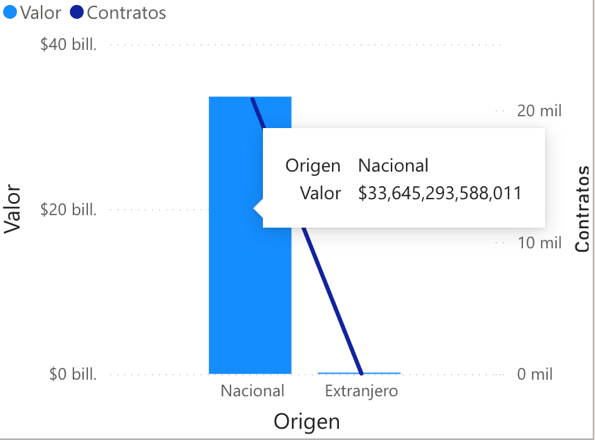 Valor Contratos
$40 bill.
20 mil
Origen Nacional
Valor $33,645,293,588,011
Valor
Contratos
$20 bill.
10 mil
$0 bill.
0 mil
Nacional Extranjero
Origen